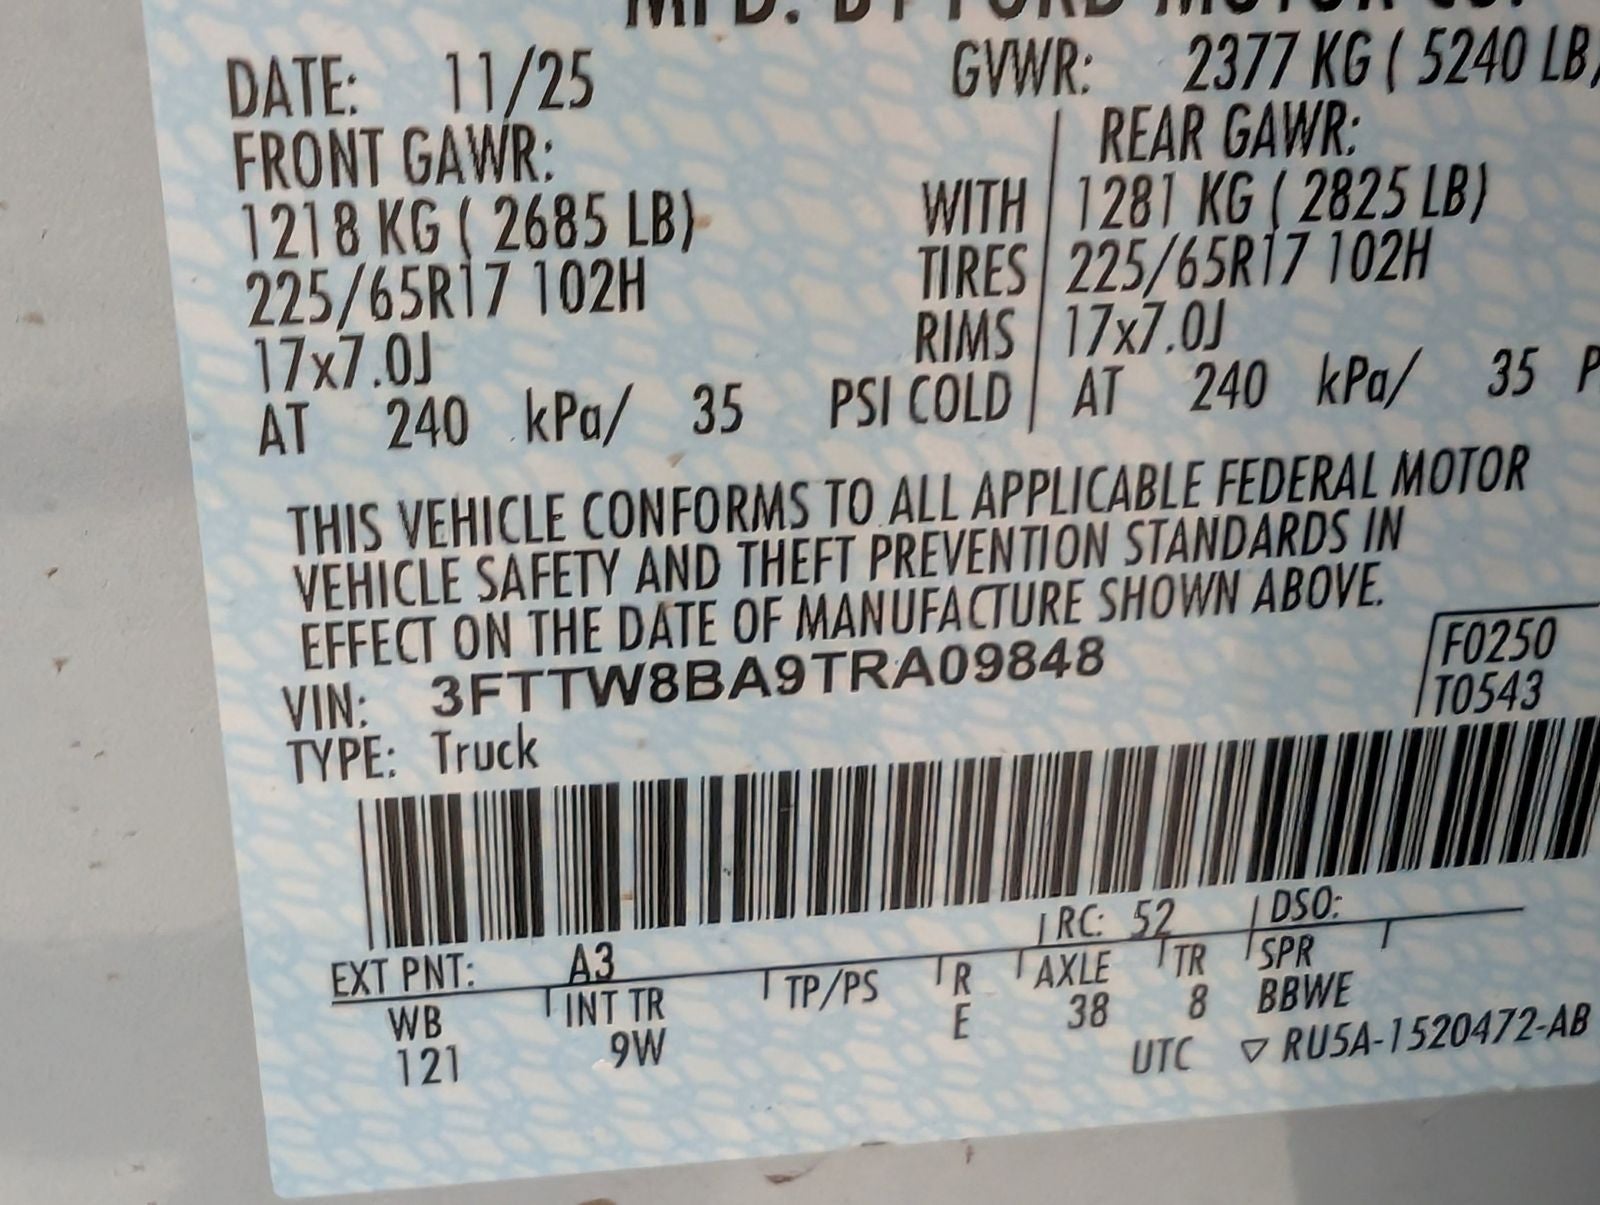 MFD. BY FORD MOTOR CO.
DATE: 11/25 GVWR: 2377 KG ( 5240 LB)
FRONT GAWR: REAR GAWR:
1218 KG ( 2685 LB) WITH 1281 KG ( 2825 LB)
225/65R17 102H TIRES 225/65R17 102H
17x7.0J RIMS 17x7.0J
AT 240 kPa/ 35 PSI COLD AT 240 kPa/ 35 P
THIS VEHICLE CONFORMS TO ALL APPLICABLE FEDERAL MOTOR
VEHICLE SAFETY AND THEFT PREVENTION STANDARDS IN
EFFECT ON THE DATE OF MANUFACTURE SHOWN ABOVE.
VIN: 3FTTW8BA9TRA09848 F0250
TYPE: Truck T0543
EXT PNT: A3 RC: 52 DSO:
WB INT TR TP/PS R AXLE TR SPR
121 9W E 38 8 BBWE
UTC ▽ RU5A-1520472-AB